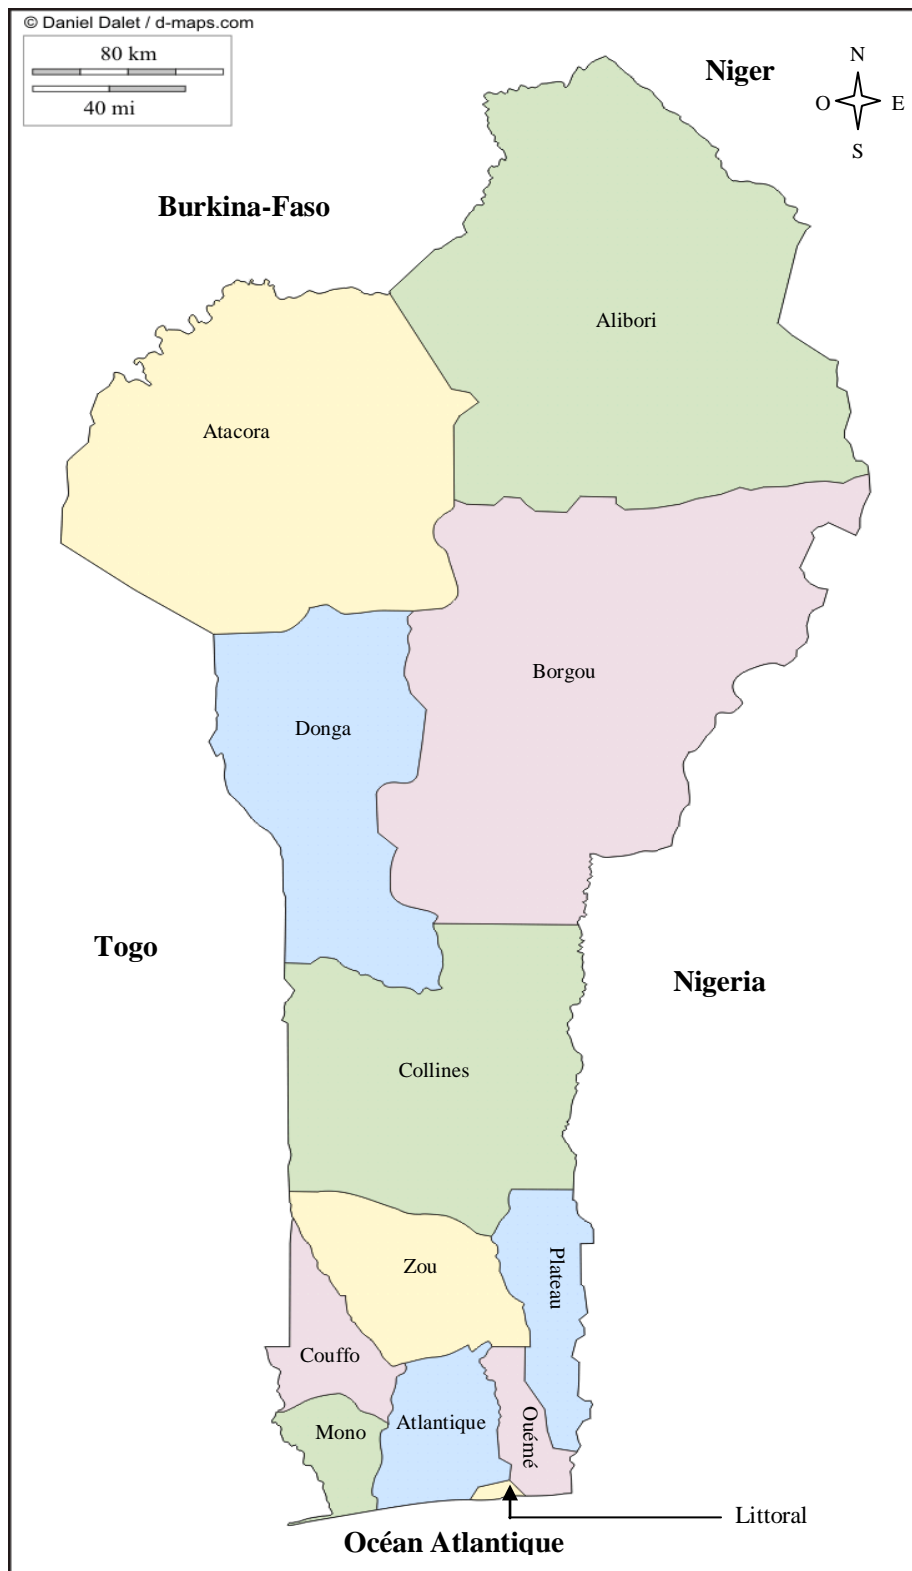 © Daniel Dalet / d-maps.com
80 km
40 mi
Niger
N
O
E
S
Burkina-Faso
Alibori
Atacora
Borgou
Donga
Togo
Nigeria
Collines
Zou
Plateau
Couffo
Mono
Atlantique
Ouémé
Littoral
Océan Atlantique